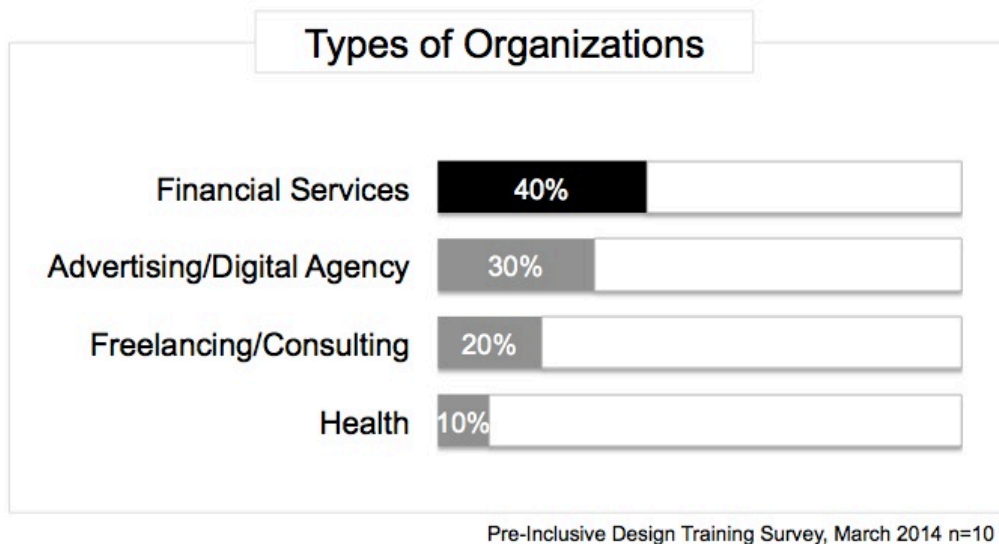 Types of Organizations
Financial Services 40%
Advertising/Digital Agency 30%
Freelancing/Consulting 20%
Health 10%
Pre-Inclusive Design Training Survey, March 2014 n=10